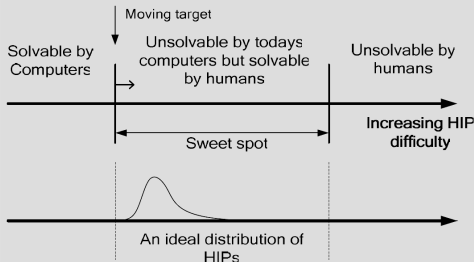 Moving target
Solvable by
Computers
Unsolvable by todays
computers but solvable
by humans
Unsolvable by
humans
Increasing HIP
difficulty
Sweet spot
An ideal distribution of
HIPs